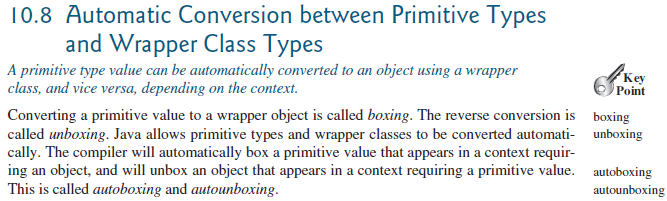 10.8 Automatic Conversion between Primitive Types
and Wrapper Class Types
A primitive type value can be automatically converted to an object using a wrapper
class, and vice versa, depending on the context.
Key
Point
Converting a primitive value to a wrapper object is called boxing. The reverse conversion is
called unboxing. Java allows primitive types and wrapper classes to be converted automati-
cally. The compiler will automatically box a primitive value that appears in a context requir-
ing an object, and will unbox an object that appears in a context requiring a primitive value.
This is called autoboxing and autounboxing.
boxing
unboxing
autoboxing
autounboxing